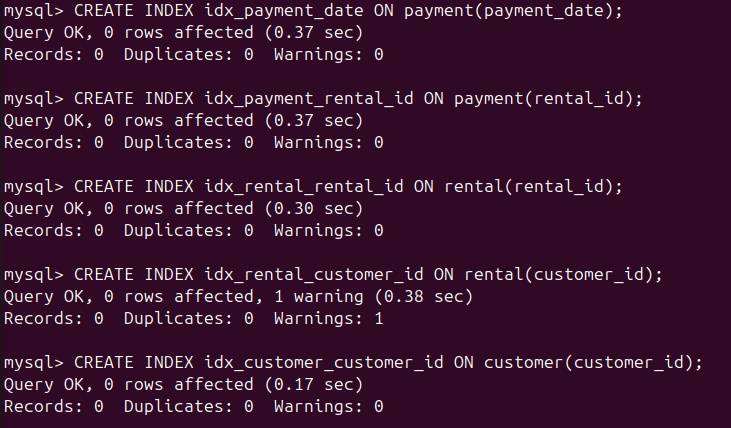 mysql> CREATE INDEX idx_payment_date ON payment(payment_date);
Query OK, 0 rows affected (0.37 sec)
Records: 0  Duplicates: 0  Warnings: 0

mysql> CREATE INDEX idx_payment_rental_id ON payment(rental_id);
Query OK, 0 rows affected (0.37 sec)
Records: 0  Duplicates: 0  Warnings: 0

mysql> CREATE INDEX idx_rental_rental_id ON rental(rental_id);
Query OK, 0 rows affected (0.30 sec)
Records: 0  Duplicates: 0  Warnings: 0

mysql> CREATE INDEX idx_rental_customer_id ON rental(customer_id);
Query OK, 0 rows affected, 1 warning (0.38 sec)
Records: 0  Duplicates: 0  Warnings: 1

mysql> CREATE INDEX idx_customer_customer_id ON customer(customer_id);
Query OK, 0 rows affected (0.17 sec)
Records: 0  Duplicates: 0  Warnings: 0